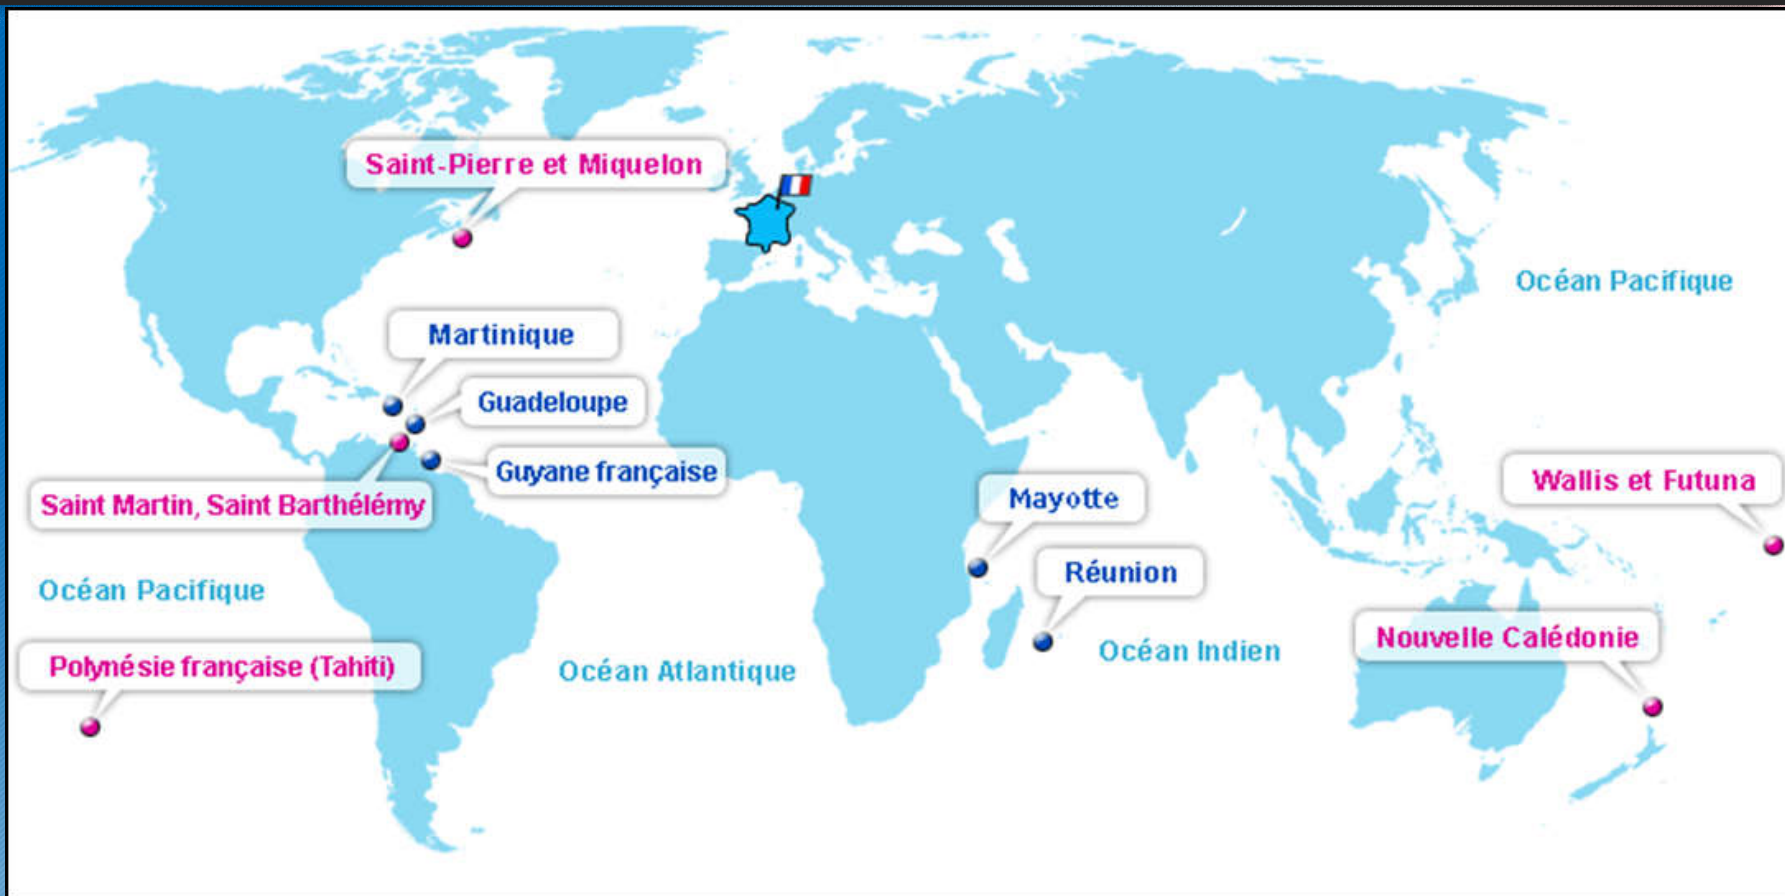 Saint-Pierre et Miquelon
Océan Pacifique
Martinique
Guadeloupe
Guyane française
Saint Martin, Saint Barthélémy
Mayotte
Wallis et Futuna
Océan Pacifique
Réunion
Nouvelle Calédonie
Océan Indien
Polynésie française (Tahiti)
Océan Atlantique